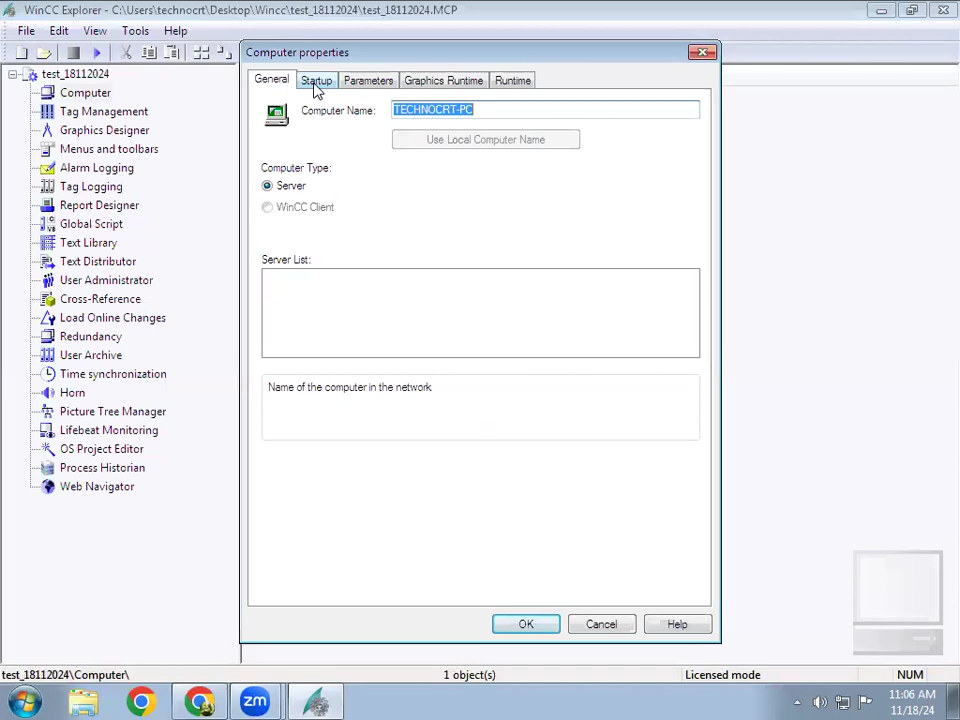 WinCC Explorer - C:\Users\technocrt\Desktop\Wincc\test_18112024\test_18112024.MCP
File Edit View Tools Help
test_18112024
Computer
Tag Management
Graphics Designer
Menus and toolbars
Alarm Logging
Tag Logging
Report Designer
Global Script
Text Library
Text Distributor
User Administrator
Cross-Reference
Load Online Changes
Redundancy
User Archive
Time synchronization
Horn
Picture Tree Manager
Lifebeat Monitoring
OS Project Editor
Process Historian
Web Navigator
Computer properties
General Startup Parameters Graphics Runtime Runtime
Computer Name: TECHNOCRT-PC
Use Local Computer Name
Computer Type:
Server
WinCC Client
Server List:
Name of the computer in the network
OK Cancel Help
test_18112024\Computer\ 1 object(s) Licensed mode NUM
zm
11:06 AM
11/18/24